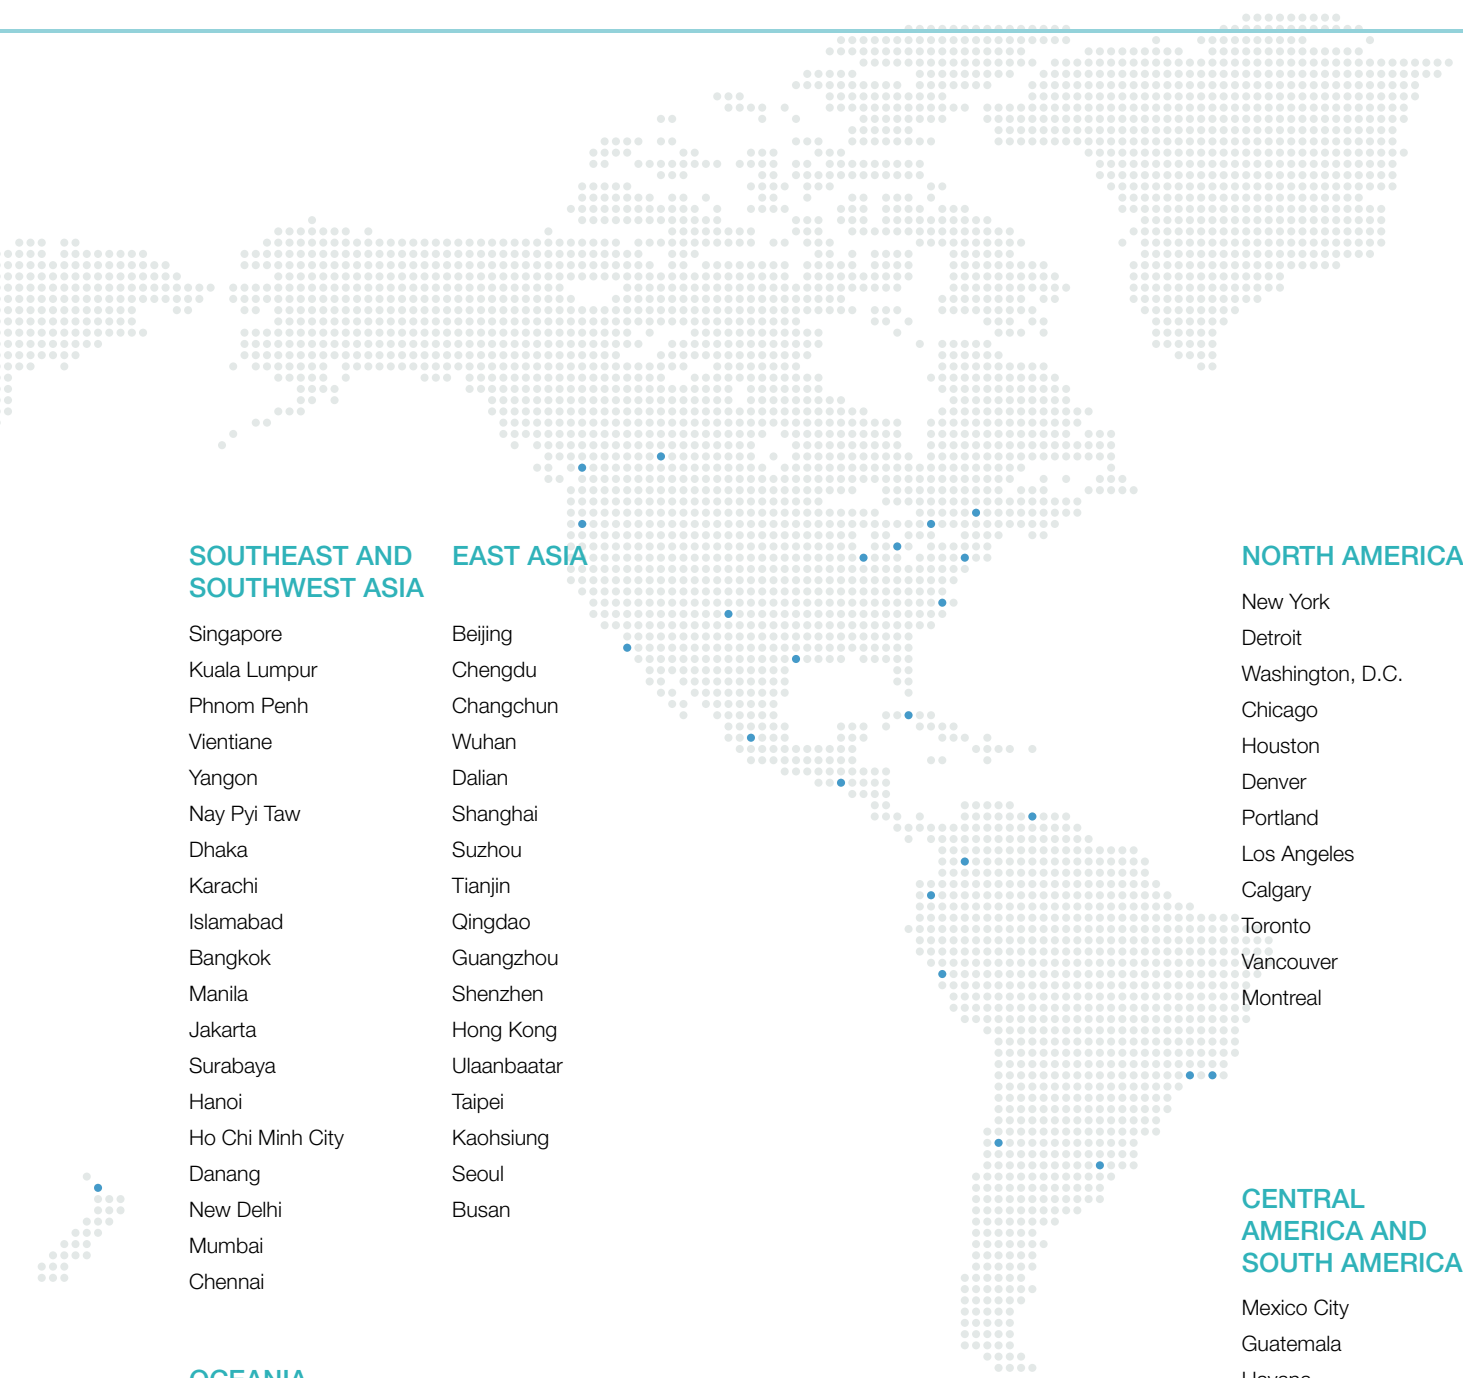 SOUTHEAST AND
SOUTHWEST ASIA
Singapore
Kuala Lumpur
Phnom Penh
Vientiane
Yangon
Nay Pyi Taw
Dhaka
Karachi
Islamabad
Bangkok
Manila
Jakarta
Surabaya
Hanoi
Ho Chi Minh City
Danang
New Delhi
Mumbai
Chennai
OCEANIA
EAST ASIA
Beijing
Chengdu
Changchun
Wuhan
Dalian
Shanghai
Suzhou
Tianjin
Qingdao
Guangzhou
Shenzhen
Hong Kong
Ulaanbaatar
Taipei
Kaohsiung
Seoul
Busan
NORTH AMERICA
New York
Detroit
Washington, D.C.
Chicago
Houston
Denver
Portland
Los Angeles
Calgary
Toronto
Vancouver
Montreal
CENTRAL
AMERICA AND
SOUTH AMERICA
Mexico City
Guatemala
Havana